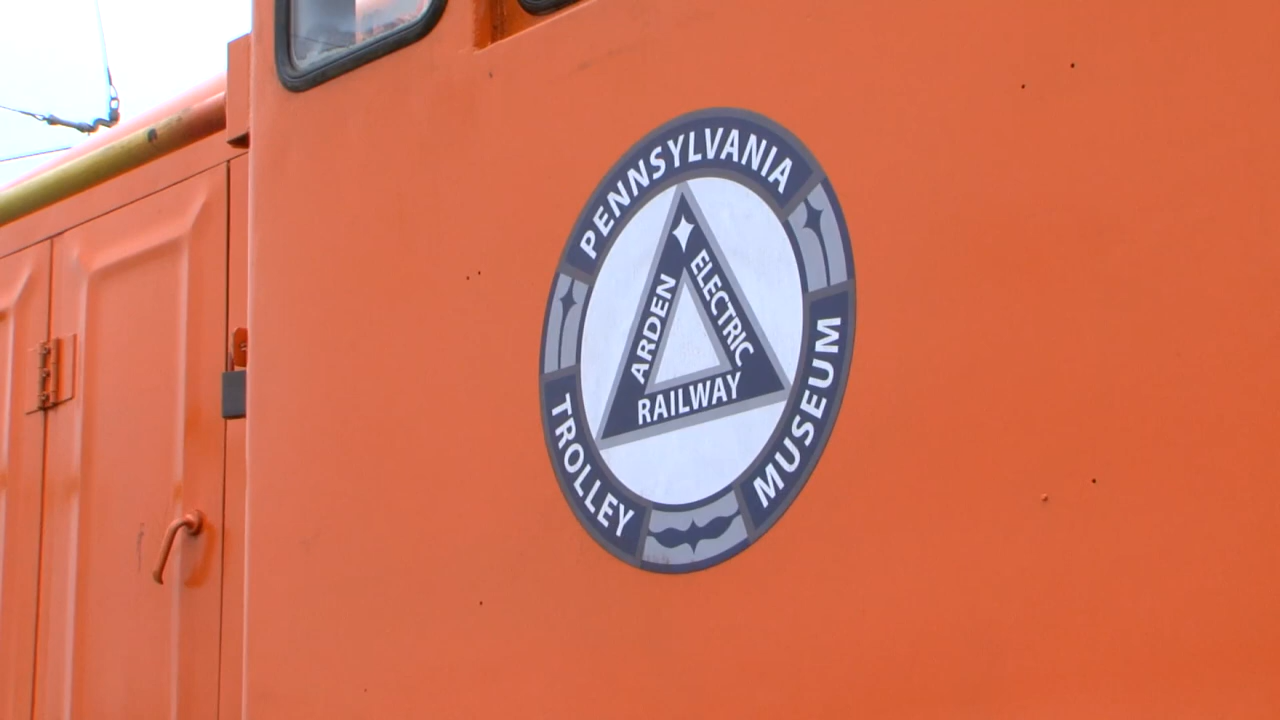 PENNSYLVANIA
TROLLEY
MUSEUM
ARDEN
ELECTRIC
RAILWAY